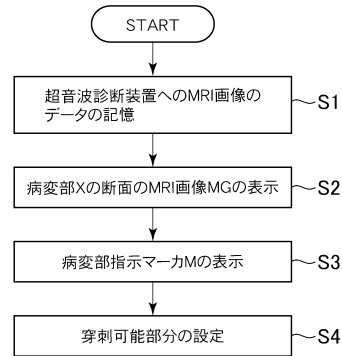 START
超音波診断装置へのMRI画像の
データの記憶
S1
病変部Xの断面のMRI画像MGの表示
S2
病変部指示マーカMの表示
S3
穿刺可能部分の設定
S4